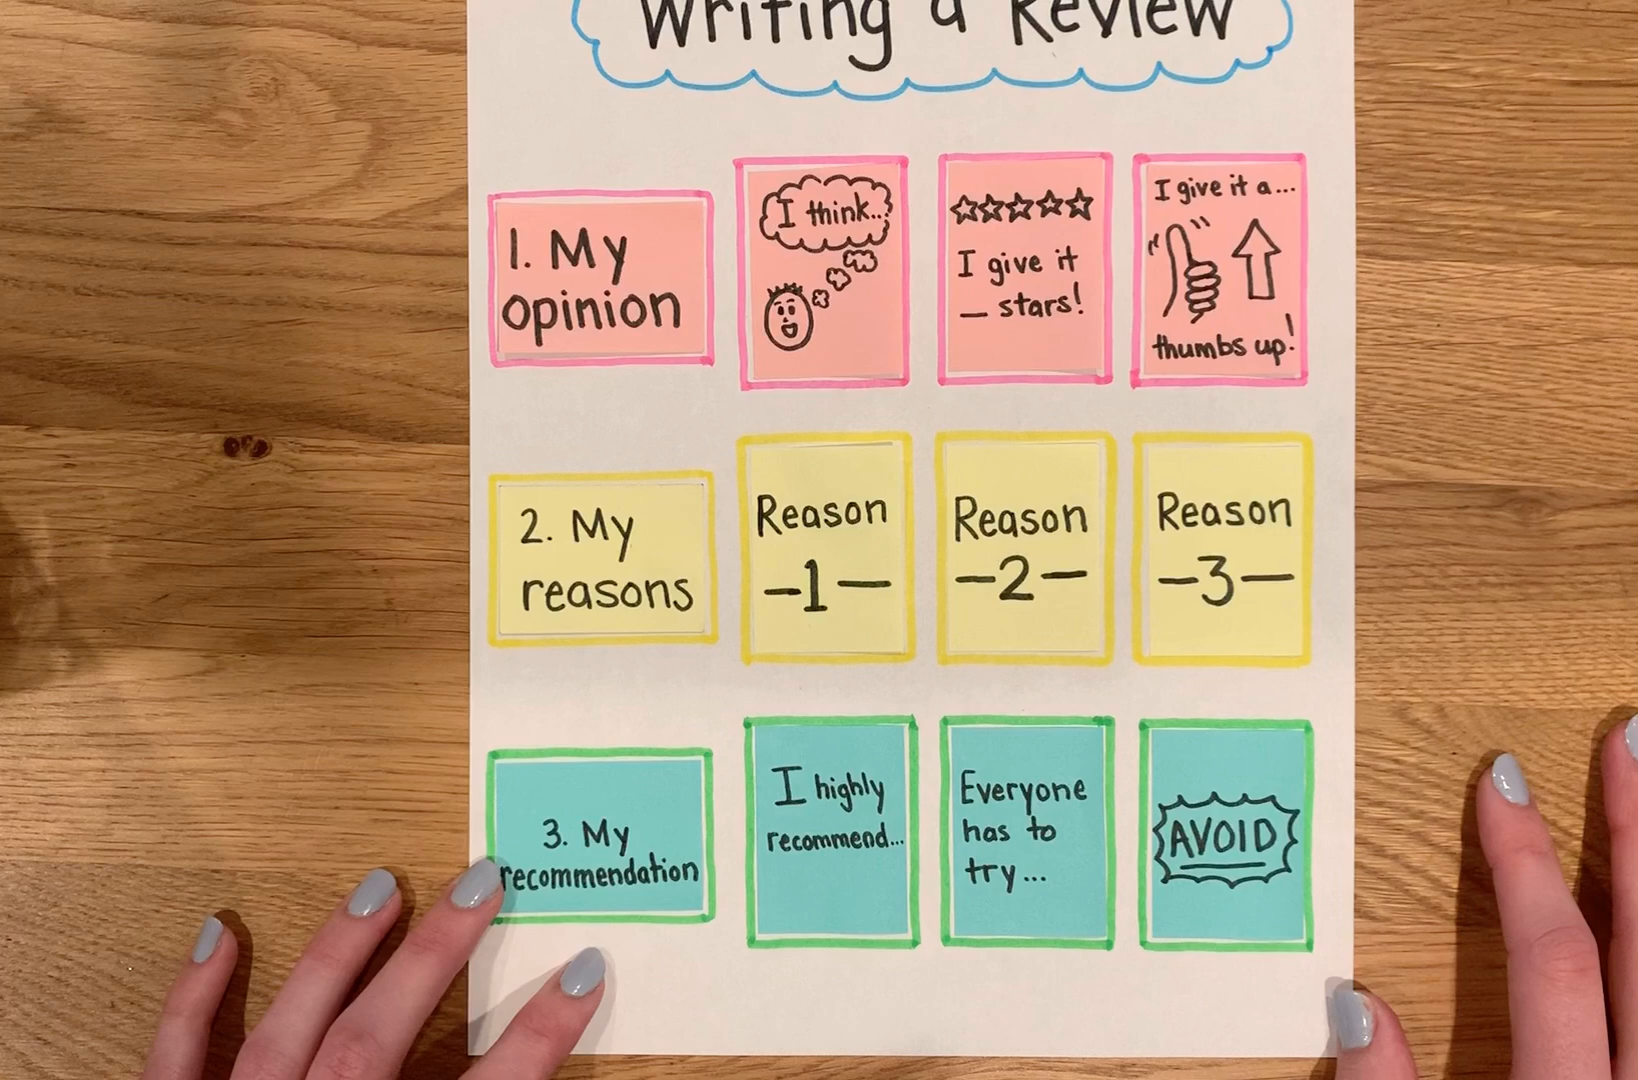 Writing a Review
1. My
opinion
I think...
I give it
_ stars!
I give it a...
thumbs up!
2. My
reasons
Reason
-1-
Reason
-2-
Reason
-3-
3. My
recommendation
I highly
recommend...
Everyone
has to
try...
AVOID